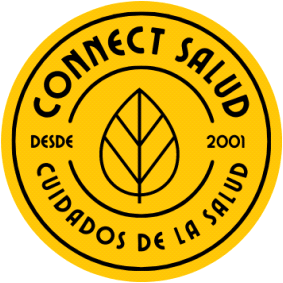 CONNECT SALUD
DESDE 2001
CUIDADOS DE LA SALUD